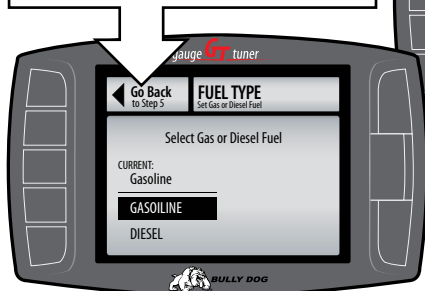 gauge GT tuner
Go Back
to Step 5
FUEL TYPE
Set Gas or Diesel Fuel
Select Gas or Diesel Fuel
CURRENT:
Gasoline
GASOILINE
DIESEL
BULLY DOG